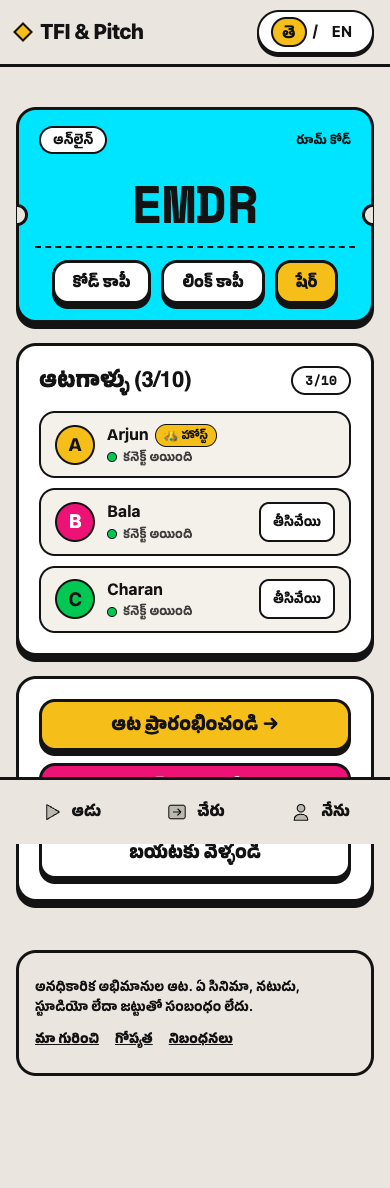 TFI & Pitch
తె / EN
ఆన్‌లైన్
రూమ్ కోడ్
EMDR
కోడ్ కాపీ
లింక్ కాపీ
షేర్
ఆటగాళ్ళు (3/10)
3/10
A
Arjun
హోస్ట్
కనెక్ట్ అయింది
B
Bala
కనెక్ట్ అయింది
తీసివేయి
C
Charan
కనెక్ట్ అయింది
తీసివేయి
ఆట ప్రారంభించండి →
ఆడు
చేరు
నేను
బయటకు వెళ్ళండి
అనధికారిక అభిమానుల ఆట. ఏ సినిమా, నటుడు,
స్టూడియో లేదా జట్టుతో సంబంధం లేదు.
మా గురించి గోప్యత నిబంధనలు